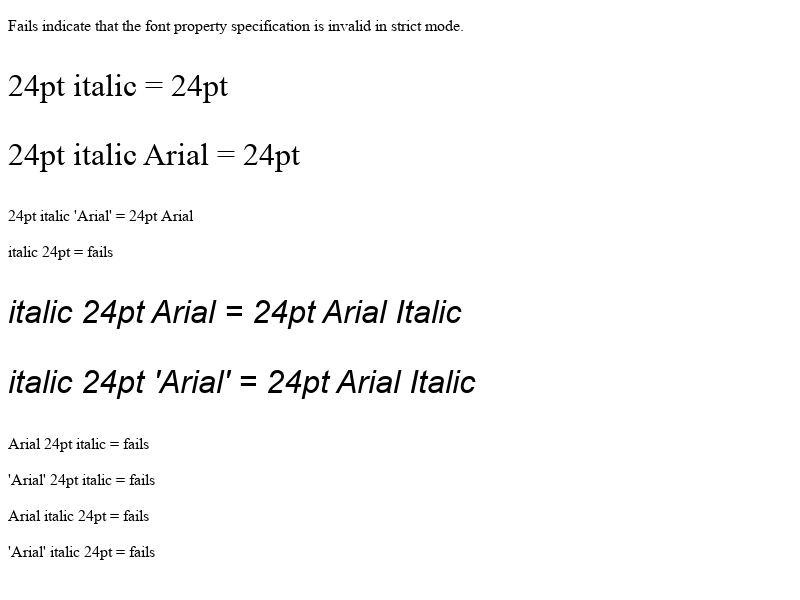 Fails indicate that the font property specification is invalid in strict mode.
24pt italic = 24pt
24pt italic Arial = 24pt
24pt italic 'Arial' = 24pt Arial
italic 24pt = fails
italic 24pt Arial = 24pt Arial Italic
italic 24pt 'Arial' = 24pt Arial Italic
Arial 24pt italic = fails
'Arial' 24pt italic = fails
Arial italic 24pt = fails
'Arial' italic 24pt = fails